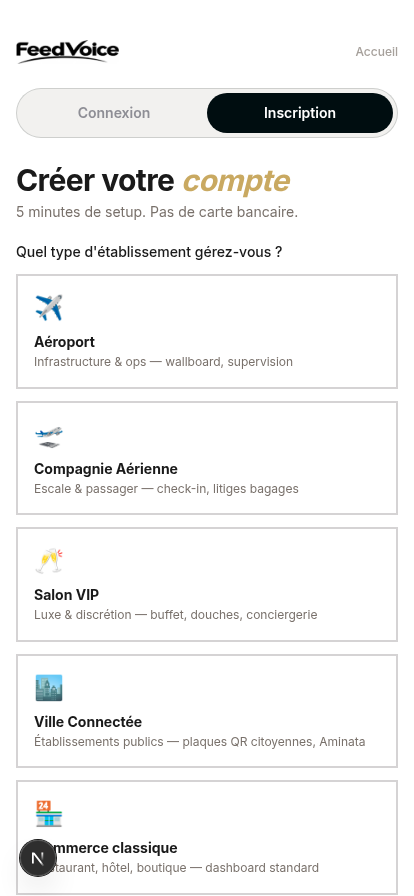 FeedVoice
Accueil
Connexion
Inscription
Créer votre compte
5 minutes de setup. Pas de carte bancaire.
Quel type d'établissement gérez-vous ?
Aéroport
Infrastructure & ops — wallboard, supervision
Compagnie Aérienne
Escale & passager — check-in, litiges bagages
Salon VIP
Luxe & discrétion — buffet, douches, conciergerie
Ville Connectée
Établissements publics — plaques QR citoyennes, Aminata
24
classique
hôtel, boutique — dashboard standard
N